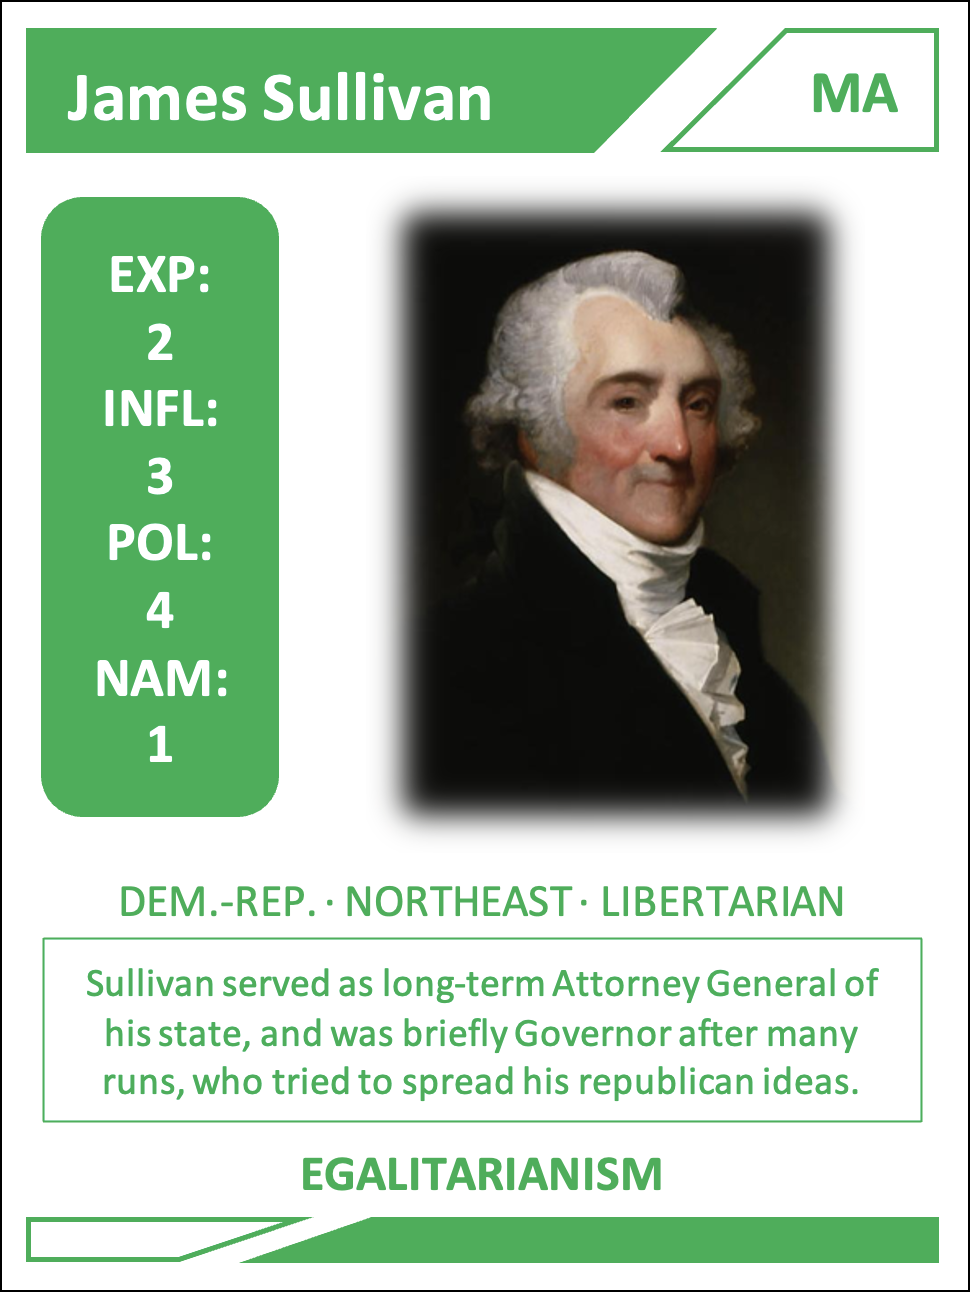 James Sullivan
MA
EXP:
2
INFL:
3
POL:
4
NAM:
1
DEM.-REP. · NORTHEAST · LIBERTARIAN
Sullivan served as long-term Attorney General of
his state, and was briefly Governor after many
runs, who tried to spread his republican ideas.
EGALITARIANISM